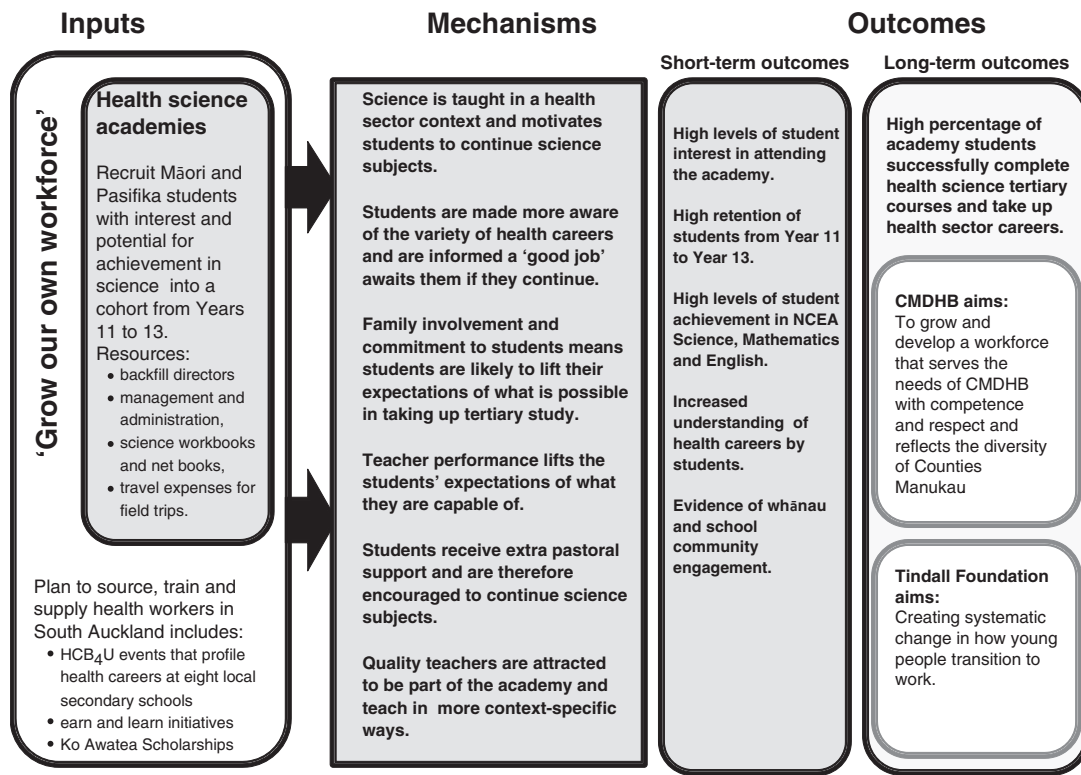 Inputs
Mechanisms
Outcomes
Short-term outcomes
Long-term outcomes
'Grow our own workforce'
Health science
academies
Recruit Māori and
Pasifika students
with interest and
potential for
achievement in
science into a
cohort from Years
11 to 13.
Resources:
• backfill directors
• management and
administration,
• science workbooks
and net books,
• travel expenses for
field trips.
Plan to source, train and
supply health workers in
South Auckland includes:
• HCB4U events that profile
health careers at eight local
secondary schools
• earn and learn initiatives
• Ko Awatea Scholarships
Science is taught in a health
sector context and motivates
students to continue science
subjects.
Students are made more aware
of the variety of health careers
and are informed a 'good job'
awaits them if they continue.
Family involvement and
commitment to students means
students are likely to lift their
expectations of what is possible
in taking up tertiary study.
Teacher performance lifts the
students' expectations of what
they are capable of.
Students receive extra pastoral
support and are therefore
encouraged to continue science
subjects.
Quality teachers are attracted
to be part of the academy and
teach in more context-specific
ways.
High levels of student
interest in attending
the academy.
High retention of
students from Year 11
to Year 13.
High levels of student
achievement in NCEA
Science, Mathematics
and English.
Increased
understanding of
health careers by
students.
Evidence of whānau
and school
community
engagement.
High percentage of
academy students
successfully complete
health science tertiary
courses and take up
health sector careers.
CMDHB aims:
To grow and
develop a workforce
that serves the
needs of CMDHB
with competence
and respect and
reflects the diversity
of Counties
Manukau
Tindall Foundation
aims:
Creating systematic
change in how young
people transition to
work.